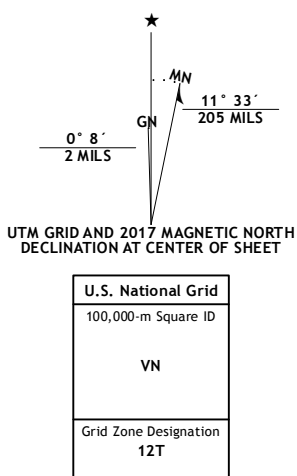 ★
MN
GN
11° 33´
205 MILS
0° 8´
2 MILS
UTM GRID AND 2017 MAGNETIC NORTH
DECLINATION AT CENTER OF SHEET
U.S. National Grid
100,000-m Square ID
VN
Grid Zone Designation
12T